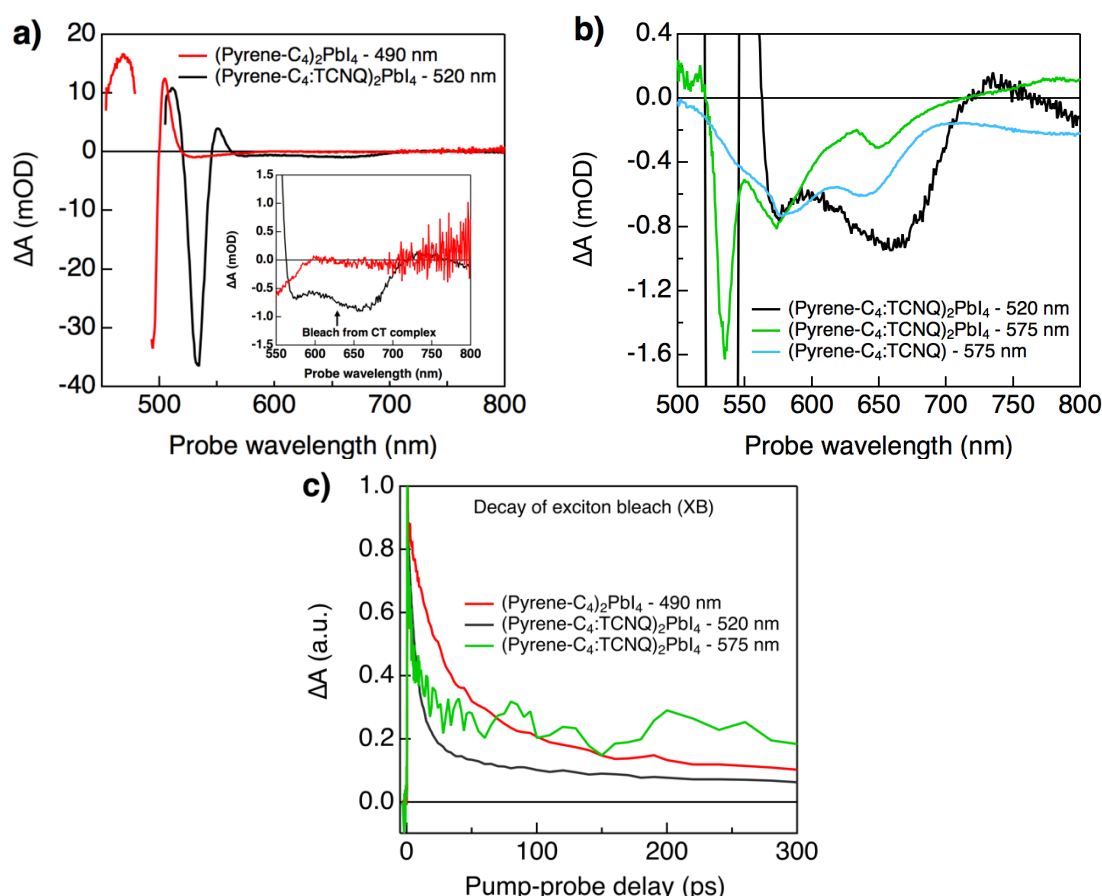 a)
20
10
0
-10
-20
-30
-40
ΔA (mOD)
(Pyrene-C₄)₂PbI₄ - 490 nm
(Pyrene-C₄:TCNQ)₂PbI₄ - 520 nm
1.5
1.0
0.5
0.0
-0.5
-1.0
-1.5
ΔA (mOD)
Bleach from CT complex
550 600 650 700 750 800
Probe wavelength (nm)
500 600 700 800
Probe wavelength (nm)
b)
0.4
0.0
-0.4
-0.8
-1.2
-1.6
ΔA (mOD)
(Pyrene-C₄:TCNQ)₂PbI₄ - 520 nm
(Pyrene-C₄:TCNQ)₂PbI₄ - 575 nm
(Pyrene-C₄:TCNQ) - 575 nm
500 550 600 650 700 750 800
Probe wavelength (nm)
c)
1.0
0.8
0.6
0.4
0.2
0.0
ΔA (a.u.)
Decay of exciton bleach (XB)
(Pyrene-C₄)₂PbI₄ - 490 nm
(Pyrene-C₄:TCNQ)₂PbI₄ - 520 nm
(Pyrene-C₄:TCNQ)₂PbI₄ - 575 nm
0 100 200 300
Pump-probe delay (ps)